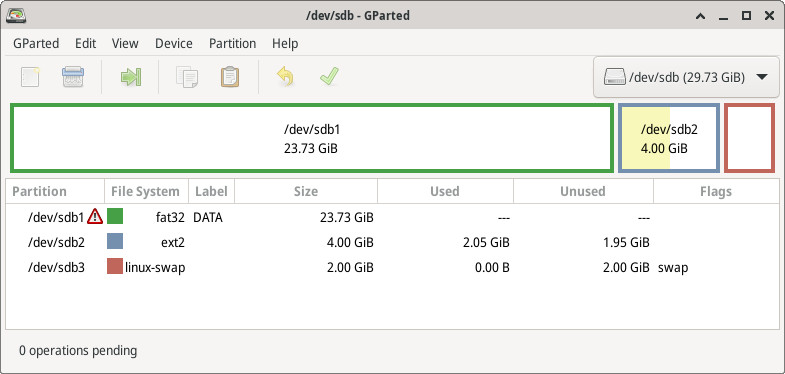 /dev/sdb - GParted
GParted Edit View Device Partition Help
/dev/sdb (29.73 GiB)
/dev/sdb1
23.73 GiB
/dev/sdb2
4.00 GiB
Partition File System Label Size Used Unused Flags
/dev/sdb1 fat32 DATA 23.73 GiB --- ---
/dev/sdb2 ext2 4.00 GiB 2.05 GiB 1.95 GiB
/dev/sdb3 linux-swap 2.00 GiB 0.00 B 2.00 GiB swap
0 operations pending